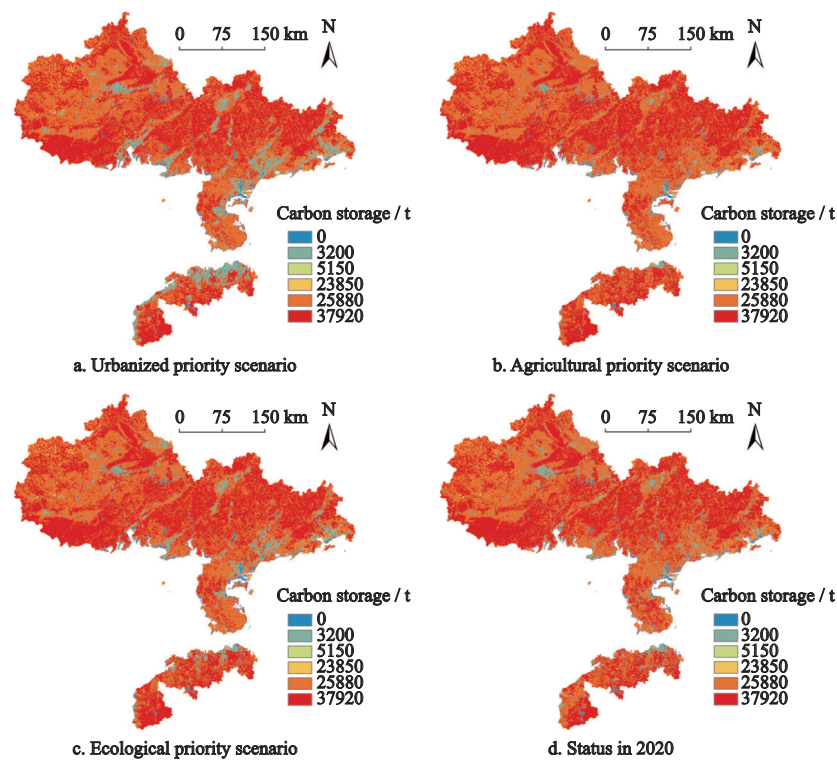 N
0 75 150 km
Carbon storage / t
0
3200
5150
23850
25880
37920
a. Urbanized priority scenario
N
0 75 150 km
Carbon storage / t
0
3200
5150
23850
25880
37920
b. Agricultural priority scenario
N
0 75 150 km
Carbon storage / t
0
3200
5150
23850
25880
37920
c. Ecological priority scenario
N
0 75 150 km
Carbon storage / t
0
3200
5150
23850
25880
37920
d. Status in 2020